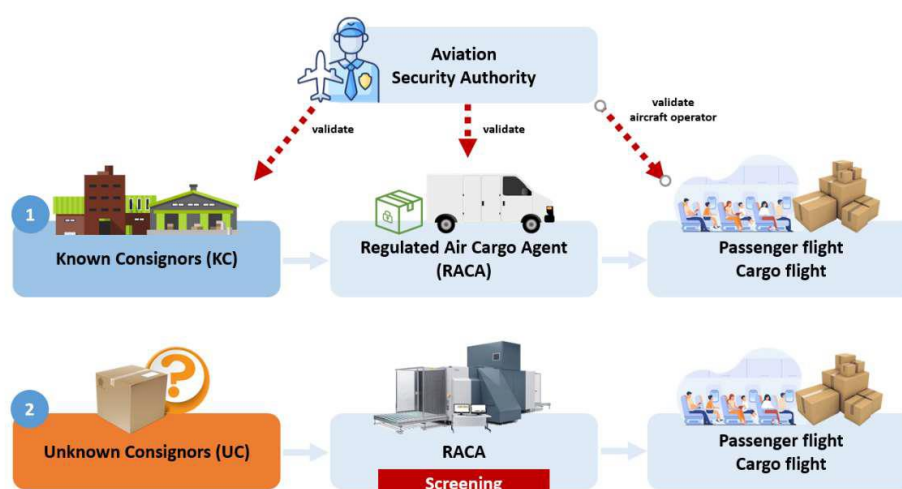 Aviation
Security Authority
validate
validate
validate
aircraft operator
1
Known Consignors (KC)
Regulated Air Cargo Agent
(RACA)
Passenger flight
Cargo flight
2
Unknown Consignors (UC)
RACA
Screening
Passenger flight
Cargo flight